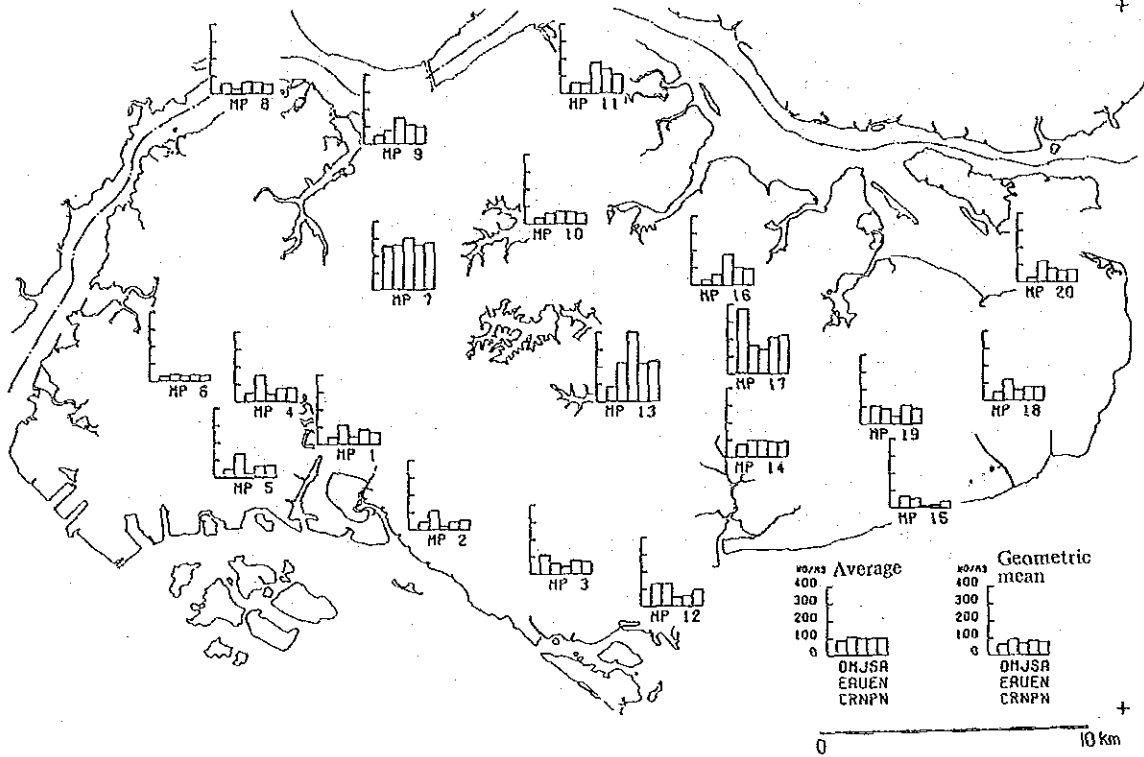 MP 8
MP 11
MP 9
MP 10
MP 7
MP 16
MP 20
MP 6
MP 4
MP 13
MP 17
MP 18
MP 1
MP 19
MP 14
MP 5
MP 15
MP 2
MP 3
MP 12
Average
400
300
200
100
0
OMJSA
EAUEN
CRNPN
Geometric
mean
400
300
200
100
0
OMJSA
EAUEN
CRNPN
0 10 km